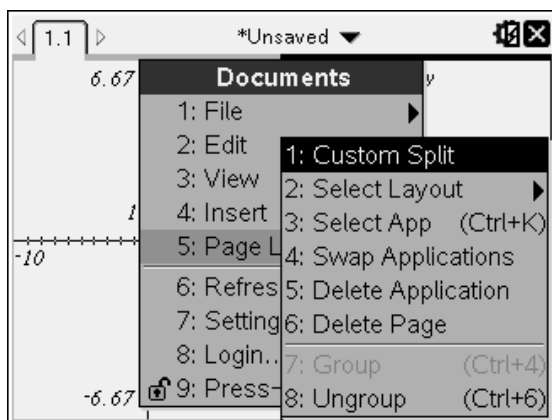 1.1 *Unsaved
6.67 Documents y
1: File
2: Edit
1: Custom Split
3: View
2: Select Layout
1 4: Insert
3: Select App (Ctrl+K)
-10 5: Page L
4: Swap Applications
6: Refres
5: Delete Application
7: Setting
6: Delete Page
8: Login..
7: Group (Ctrl+4)
-6.67 9: Press-
8: Ungroup (Ctrl+6)